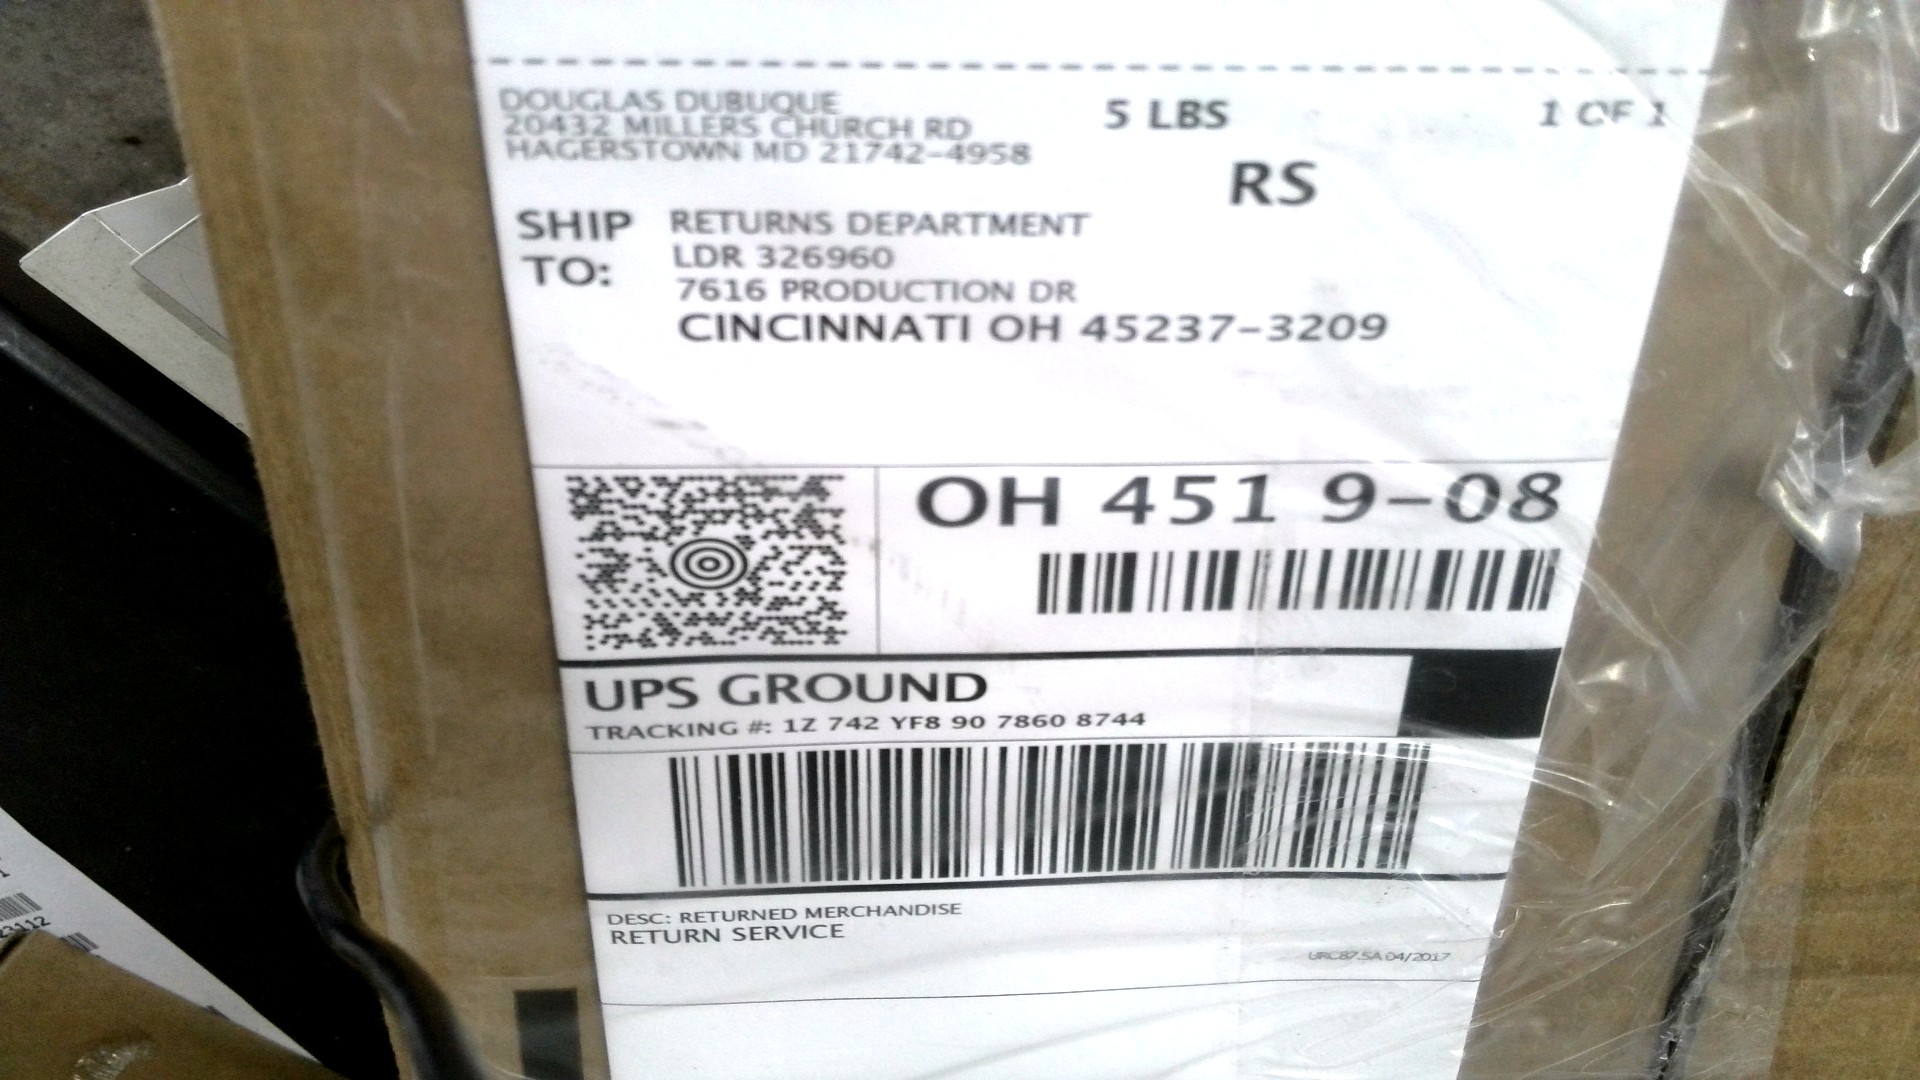 DOUGLAS DUBUQUE
20432 MILLERS CHURCH RD
HAGERSTOWN MD 21742-4958
5 LBS
1 OF 1
RS
SHIP TO:
RETURNS DEPARTMENT
LDR 326960
7616 PRODUCTION DR
CINCINNATI OH 45237-3209
OH 451 9-08
UPS GROUND
TRACKING #: 1Z 742 YF8 90 7860 8744
DESC: RETURNED MERCHANDISE
RETURN SERVICE
URC87.5A 04/2017